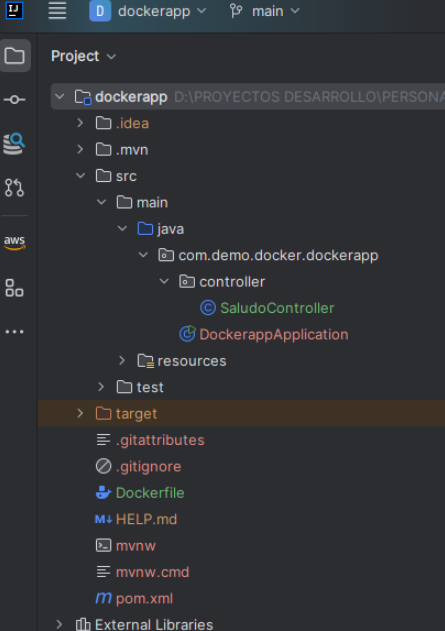 IJ
D dockerapp main
Project
dockerapp D:\PROYECTOS DESARROLLO\PERSONA
.idea
.mvn
src
main
java
com.demo.docker.dockerapp
controller
SaludoController
DockerappApplication
resources
test
target
.gitattributes
.gitignore
Dockerfile
M↓ HELP.md
mvnw
mvnw.cmd
m pom.xml
External Libraries
aws